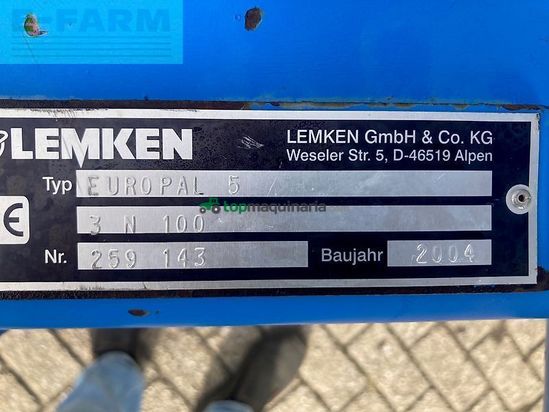 E-FARM
LEMKEN
LEMKEN GmbH & Co. KG
Weseler Str. 5, D-46519 Alpen
Typ EUROPAL 5
topmaquinaria
CE 3 N 100
Nr. 259 143 Baujahr 2004